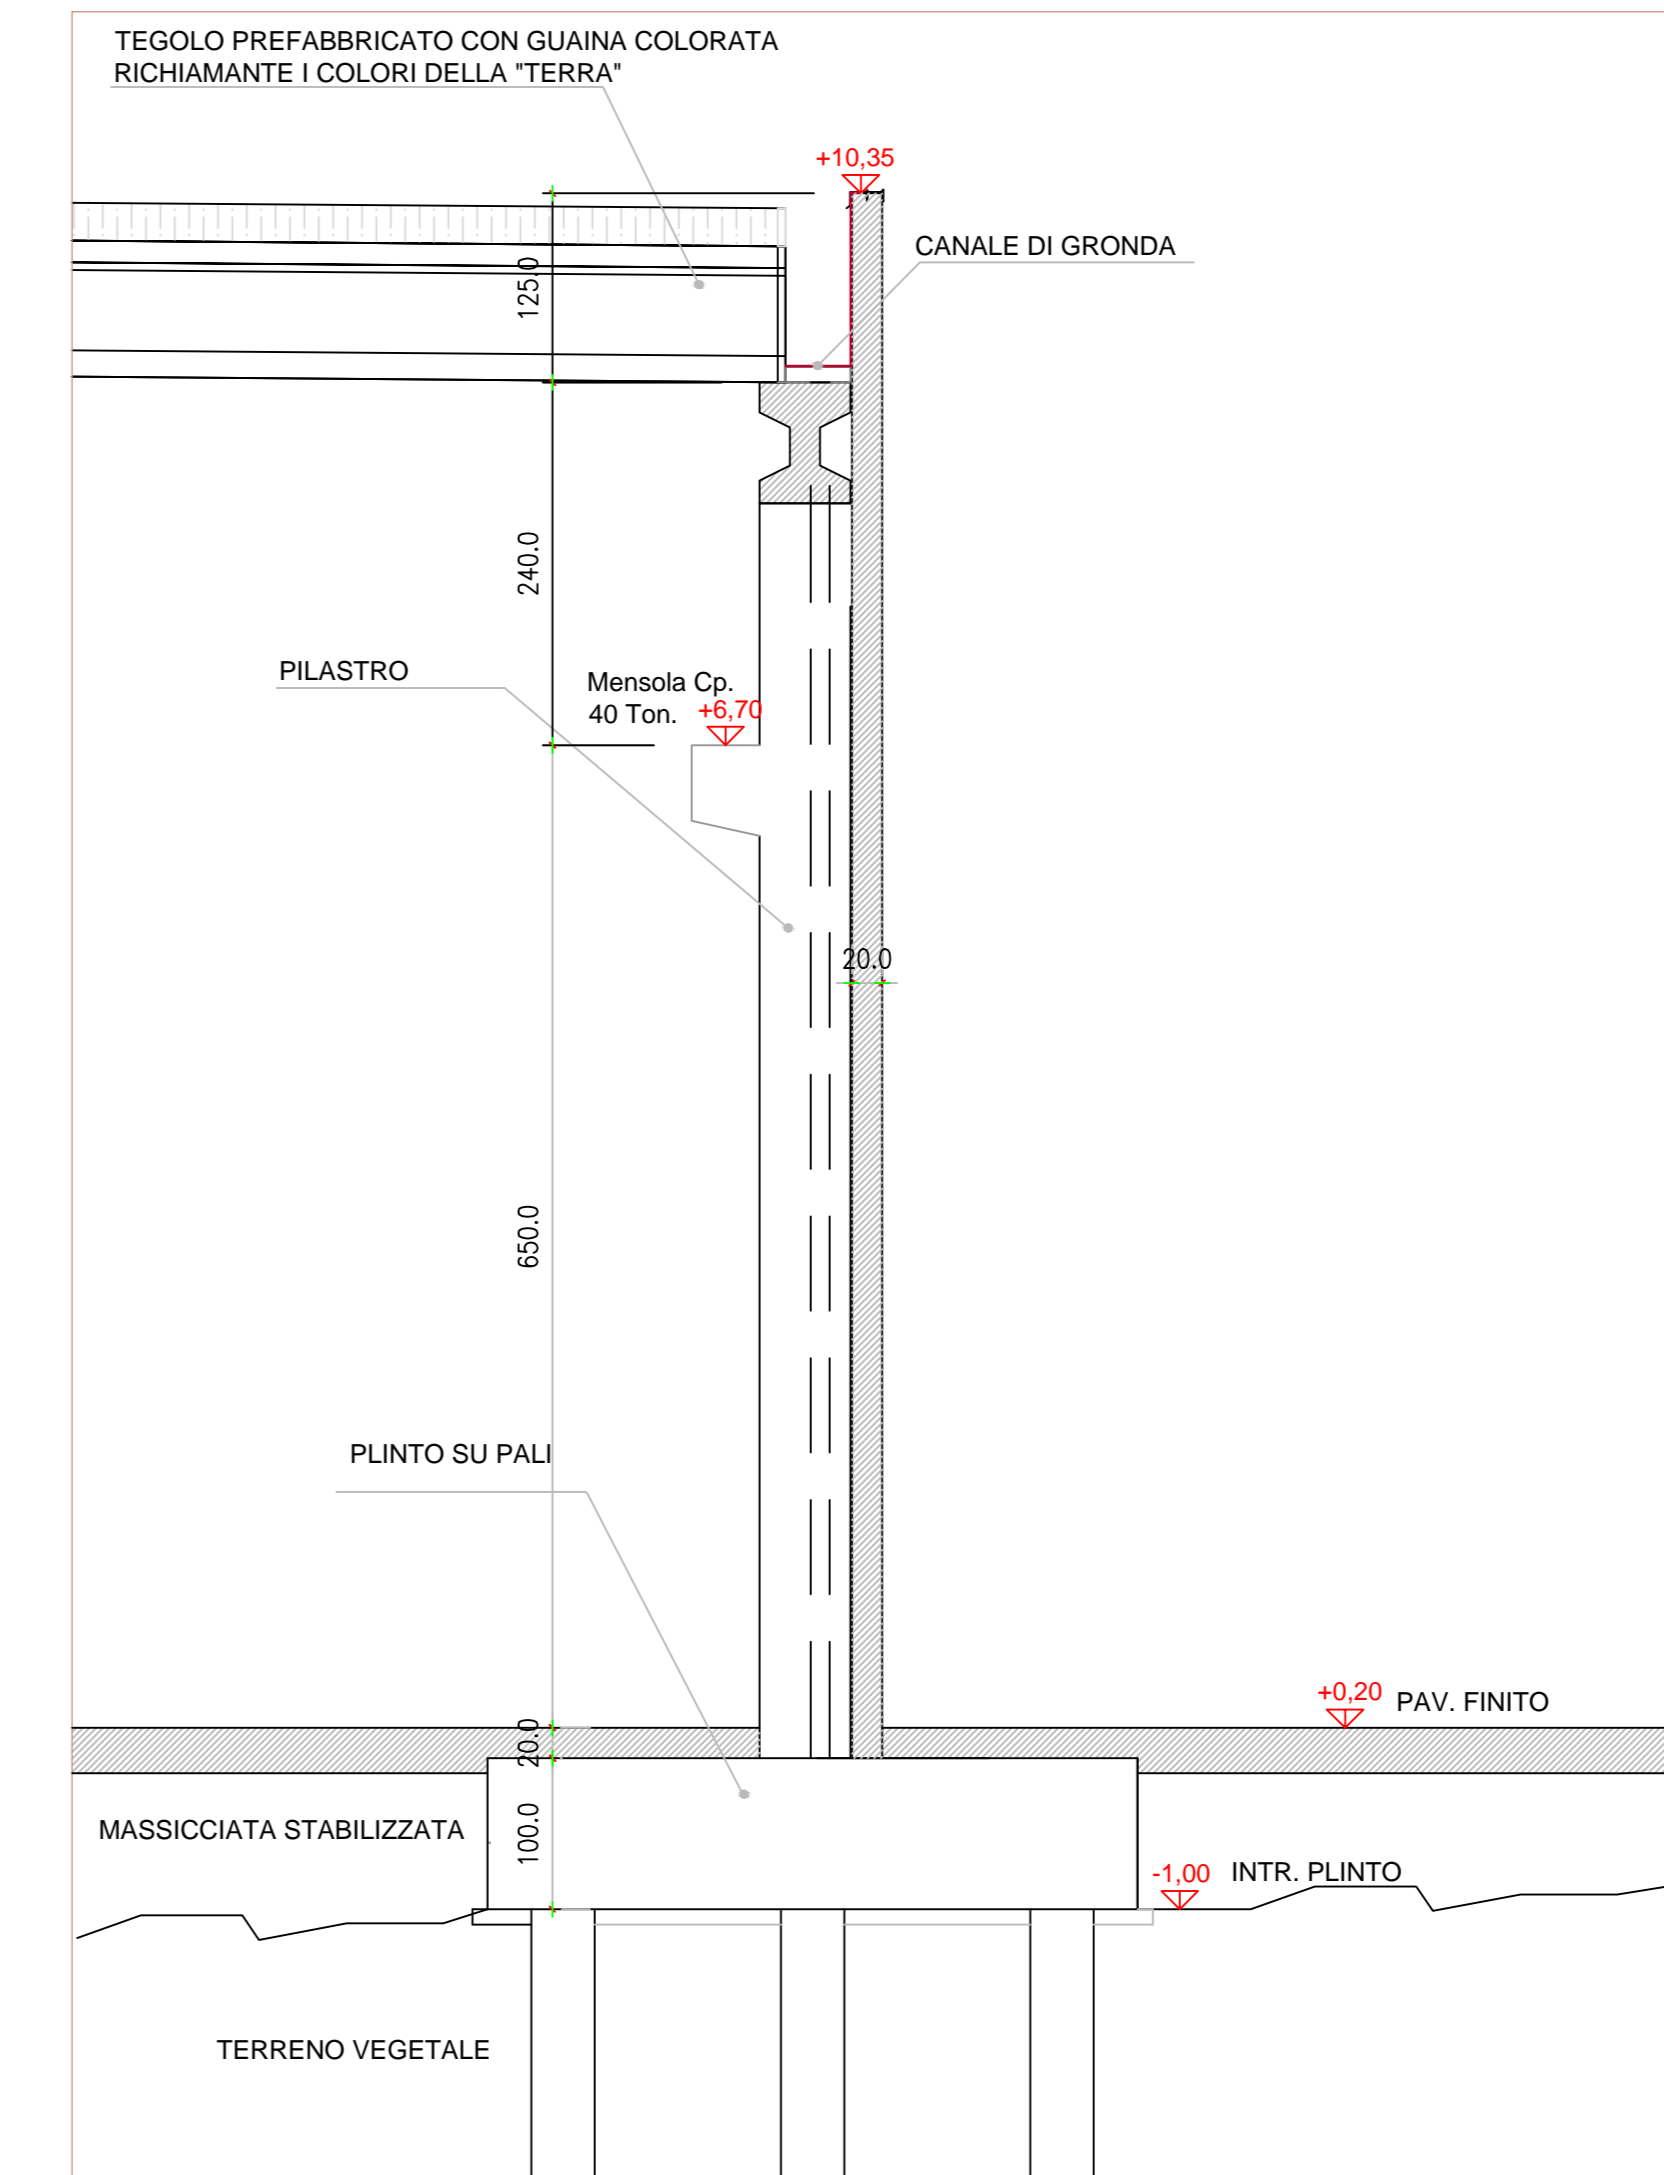 TEGOLO PREFABBRICATO CON GUAINA COLORATA
RICHIAMANTE I COLORI DELLA "TERRA"
+10,35
CANALE DI GRONDA
125.0
240.0
PILASTRO
Mensola Cp.
40 Ton.
+6,70
20.0
650.0
PLINTO SU PALI
+0,20
PAV. FINITO
20.0
MASSICCIATA STABILIZZATA
100.0
-1,00
INTR. PLINTO
TERRENO VEGETALE